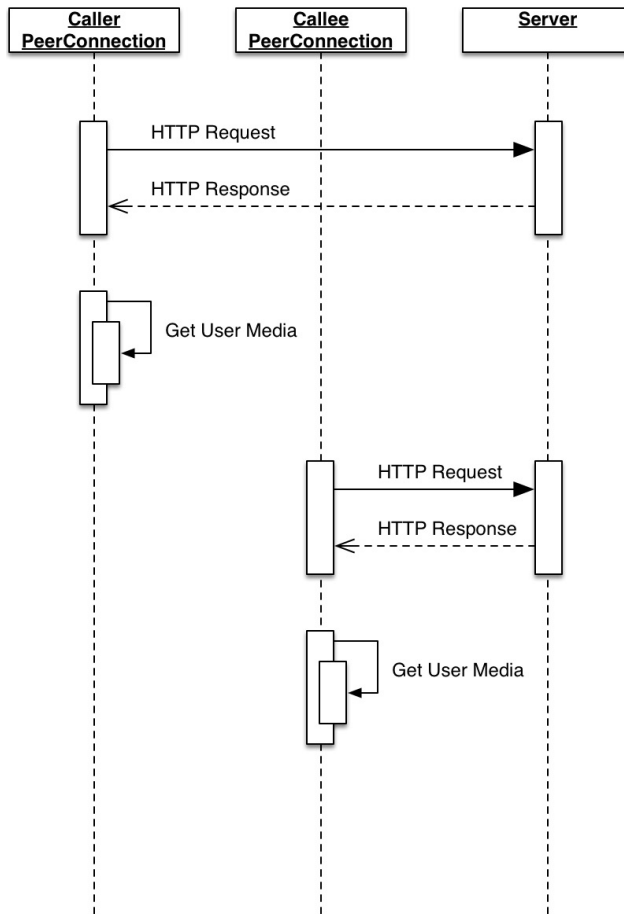 Caller
PeerConnection
Callee
PeerConnection
Server
HTTP Request
HTTP Response
Get User Media
HTTP Request
HTTP Response
Get User Media